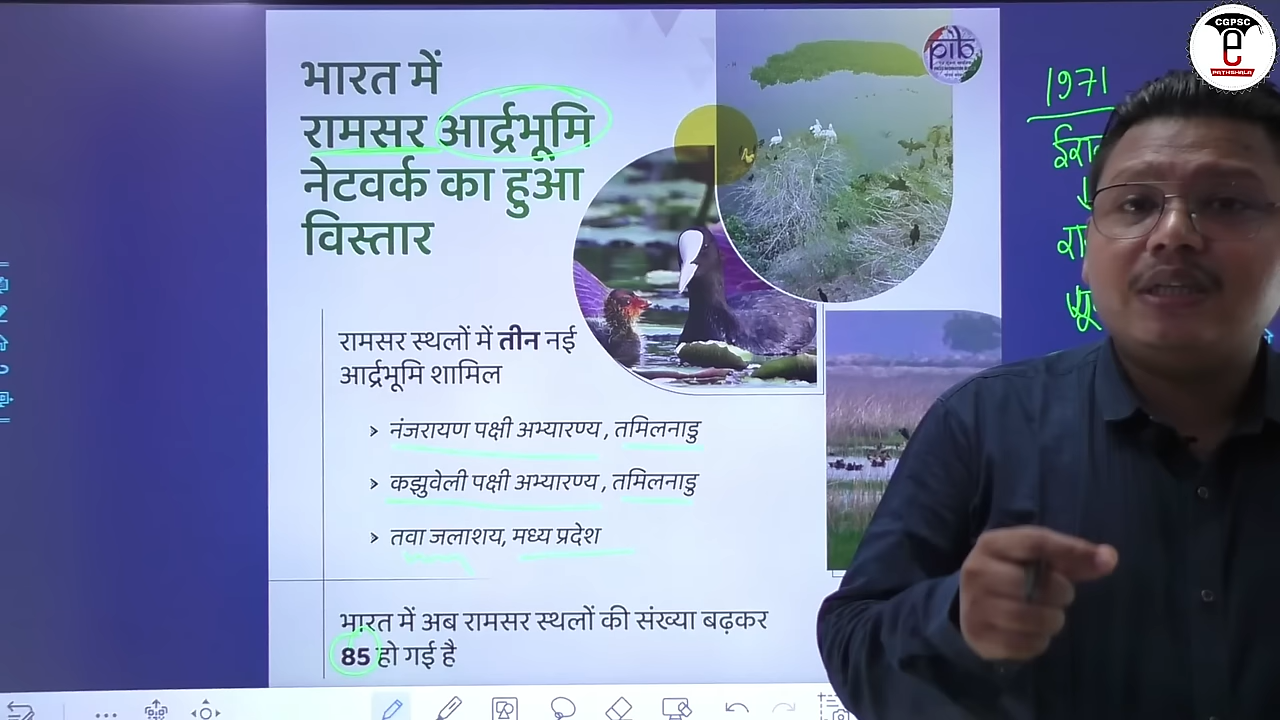 भारत में
रामसर आर्द्रभूमि
नेटवर्क का हुआ
विस्तार
रामसर स्थलों में तीन नई
आर्द्रभूमि शामिल
> नंजरायण पक्षी अभ्यारण्य , तमिलनाडु
> कझुवेली पक्षी अभ्यारण्य , तमिलनाडु
> तवा जलाशय, मध्य प्रदेश
भारत में अब रामसर स्थलों की संख्या बढ़कर
85 हो गई है
pib
1971
CGPSC
e
PATHSHALA